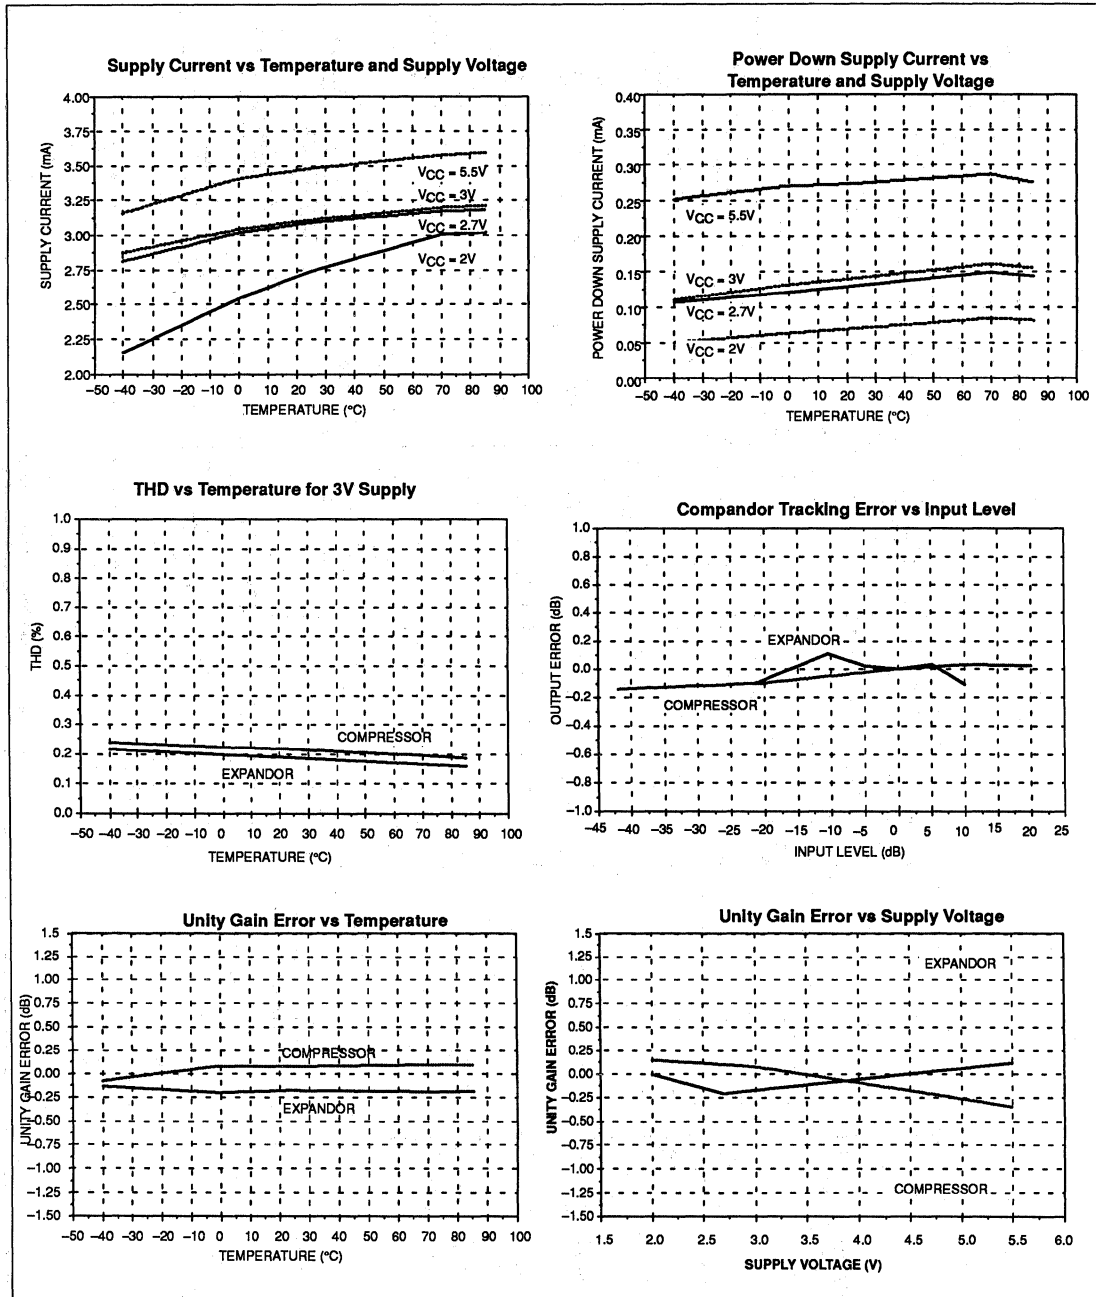 Supply Current vs Temperature and Supply Voltage
4.00
3.75
3.50
3.25
3.00
2.75
2.50
2.25
2.00
SUPPLY CURRENT (mA)
VCC = 5.5V
VCC = 3V
VCC = 2.7V
VCC = 2V
–50 –40 –30 –20 –10 0 10 20 30 40 50 60 70 80 90 100
TEMPERATURE (°C)
Power Down Supply Current vs
Temperature and Supply Voltage
0.40
0.35
0.30
0.25
0.20
0.15
0.10
0.05
0.00
POWER DOWN SUPPLY CURRENT (mA)
VCC = 5.5V
VCC = 3V
VCC = 2.7V
VCC = 2V
–50 –40 –30 –20 –10 0 10 20 30 40 50 60 70 80 90 100
TEMPERATURE (°C)
THD vs Temperature for 3V Supply
1.0
0.9
0.8
0.7
0.6
0.5
0.4
0.3
0.2
0.1
0.0
THD (%)
COMPRESSOR
EXPANDOR
–50 –40 –30 –20 –10 0 10 20 30 40 50 60 70 80 90 100
TEMPERATURE (°C)
Compandor Tracking Error vs Input Level
1.0
0.8
0.6
0.4
0.2
0.0
–0.2
–0.4
–0.6
–0.8
–1.0
OUTPUT ERROR (dB)
EXPANDOR
COMPRESSOR
–45 –40 –35 –30 –25 –20 –15 –10 –5 0 5 10 15 20 25
INPUT LEVEL (dB)
Unity Gain Error vs Temperature
1.5
1.25
1.00
0.75
0.50
0.25
0.00
–0.25
–0.50
–0.75
–1.00
–1.25
–1.50
UNITY GAIN ERROR (dB)
COMPRESSOR
EXPANDOR
–50 –40 –30 –20 –10 0 10 20 30 40 50 60 70 80 90 100
TEMPERATURE (°C)
Unity Gain Error vs Supply Voltage
1.5
1.25
1.00
0.75
0.50
0.25
0.00
–0.25
–0.50
–0.75
–1.00
–1.25
–1.50
UNITY GAIN ERROR (dB)
EXPANDOR
COMPRESSOR
1.5 2.0 2.5 3.0 3.5 4.0 4.5 5.0 5.5 6.0
SUPPLY VOLTAGE (V)